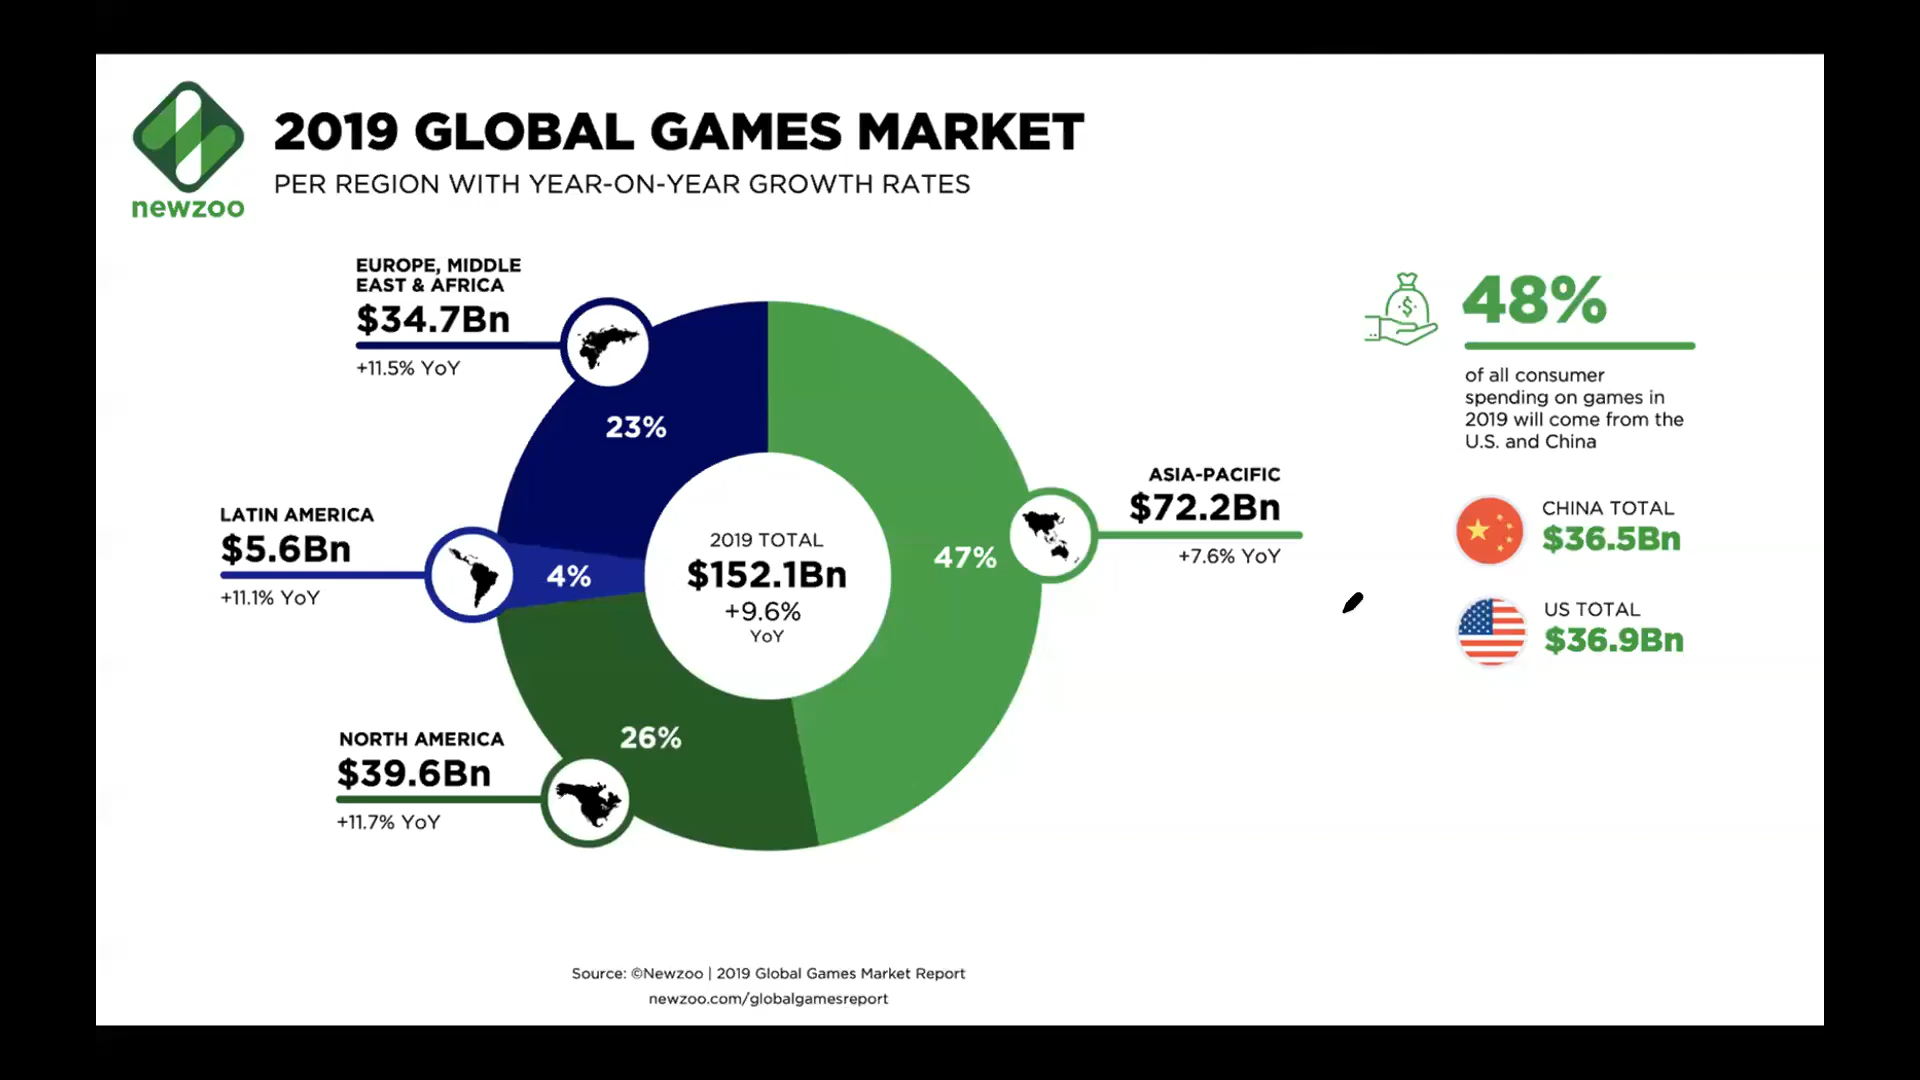 newzoo
2019 GLOBAL GAMES MARKET
PER REGION WITH YEAR-ON-YEAR GROWTH RATES
EUROPE, MIDDLE
EAST & AFRICA
$34.7Bn
+11.5% YoY
23%
LATIN AMERICA
$5.6Bn
+11.1% YoY
4%
NORTH AMERICA
$39.6Bn
+11.7% YoY
26%
2019 TOTAL
$152.1Bn
+9.6%
YoY
47%
ASIA-PACIFIC
$72.2Bn
+7.6% YoY
$
48%
of all consumer
spending on games in
2019 will come from the
U.S. and China
CHINA TOTAL
$36.5Bn
US TOTAL
$36.9Bn
Source: ©Newzoo | 2019 Global Games Market Report
newzoo.com/globalgamesreport